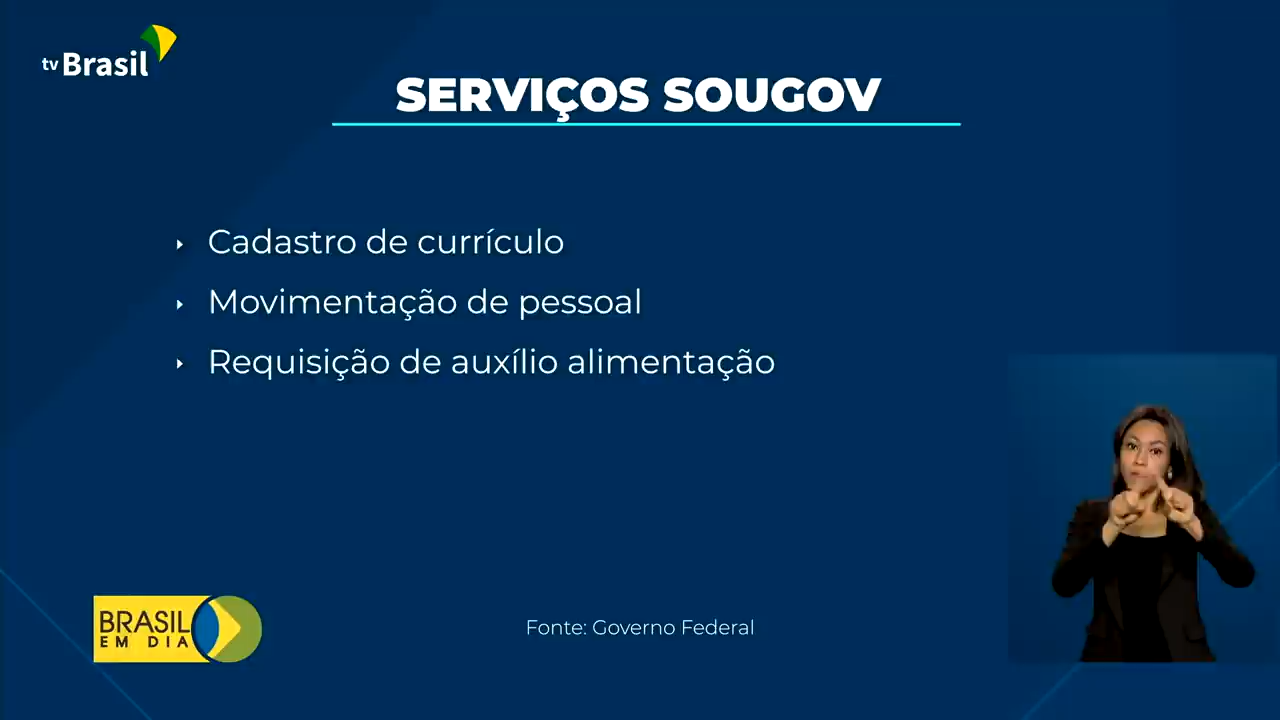 tv Brasil
SERVIÇOS SOUGOV
Cadastro de currículo
Movimentação de pessoal
Requisição de auxílio alimentação
BRASIL
EM DIA
Fonte: Governo Federal